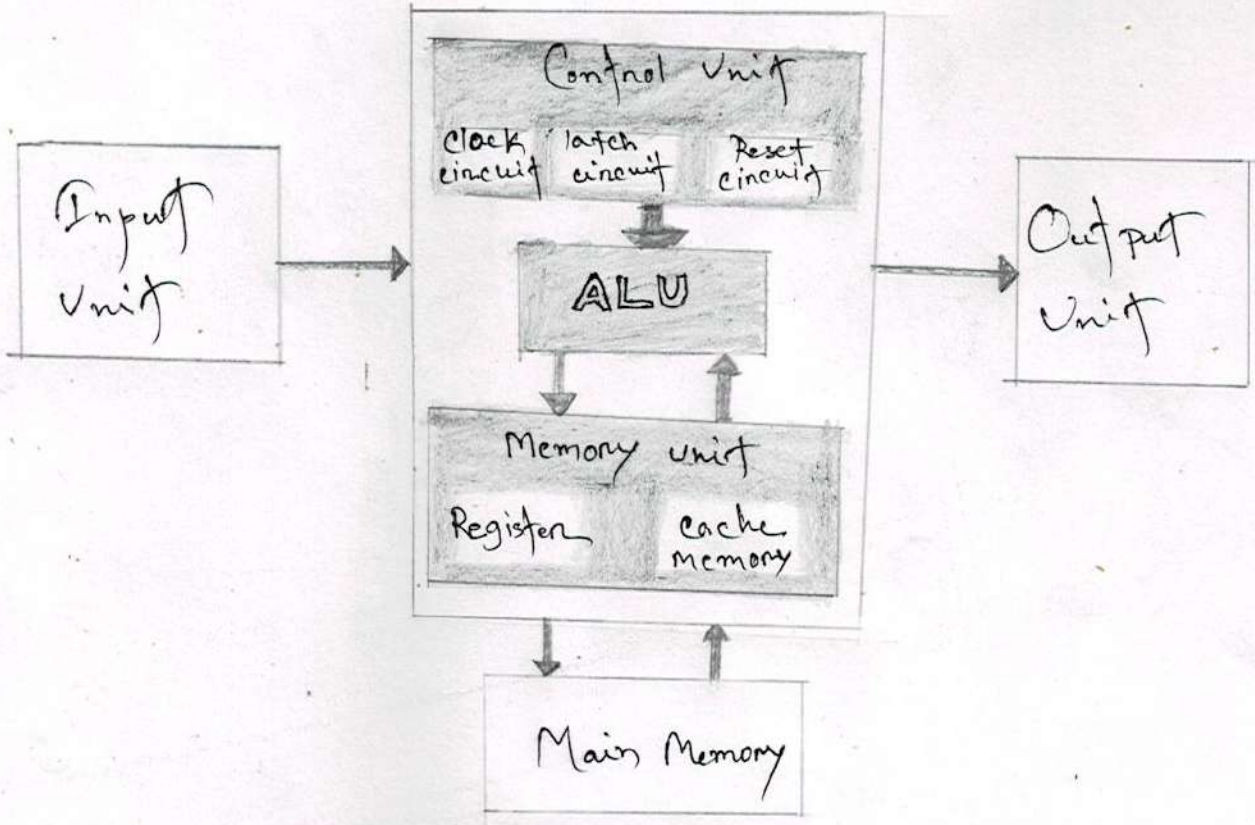 Control Unit
Clock circuit
latch circuit
Reset circuit
Input
Unit
ALU
Output
Unit
Memory unit
Register
cache
memory
Main Memory